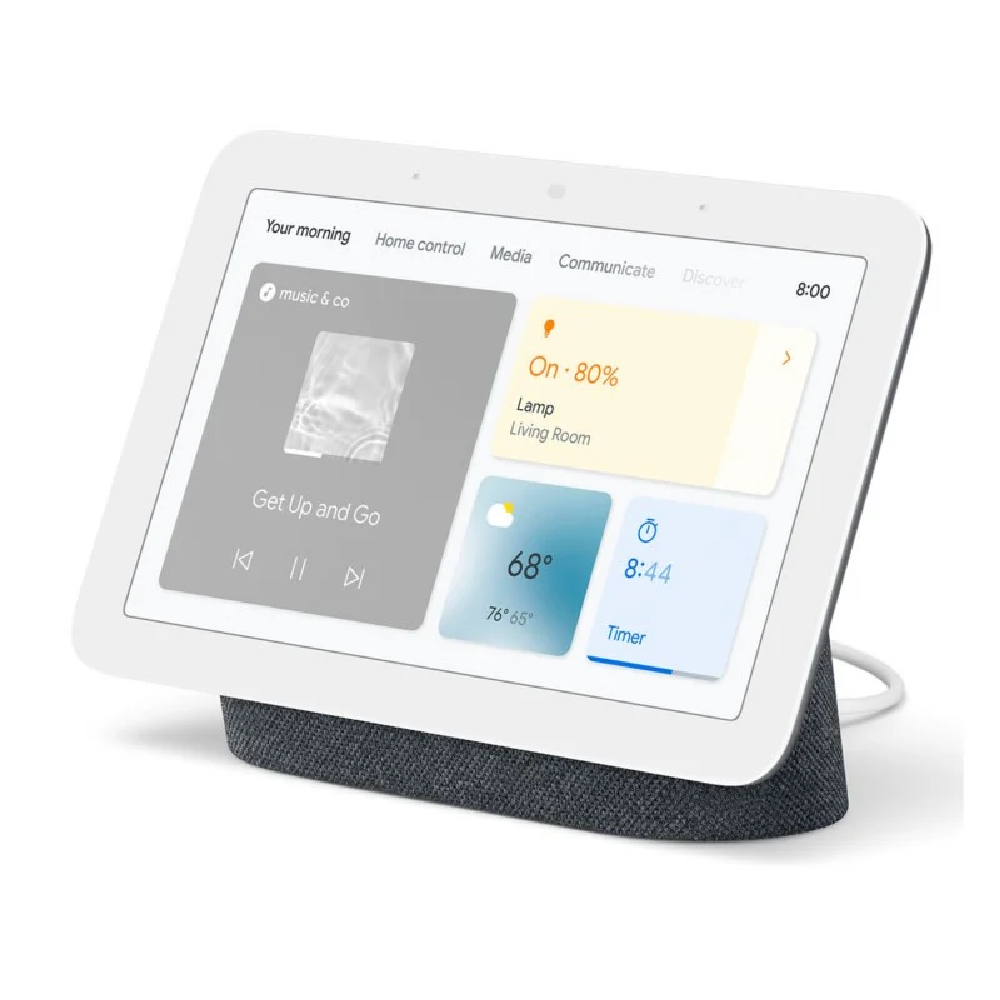 Your morning Home control Media Communicate Discover 8:00
music & co
Get Up and Go
On · 80%
Lamp
Living Room
68°
76° 65°
8:44
Timer